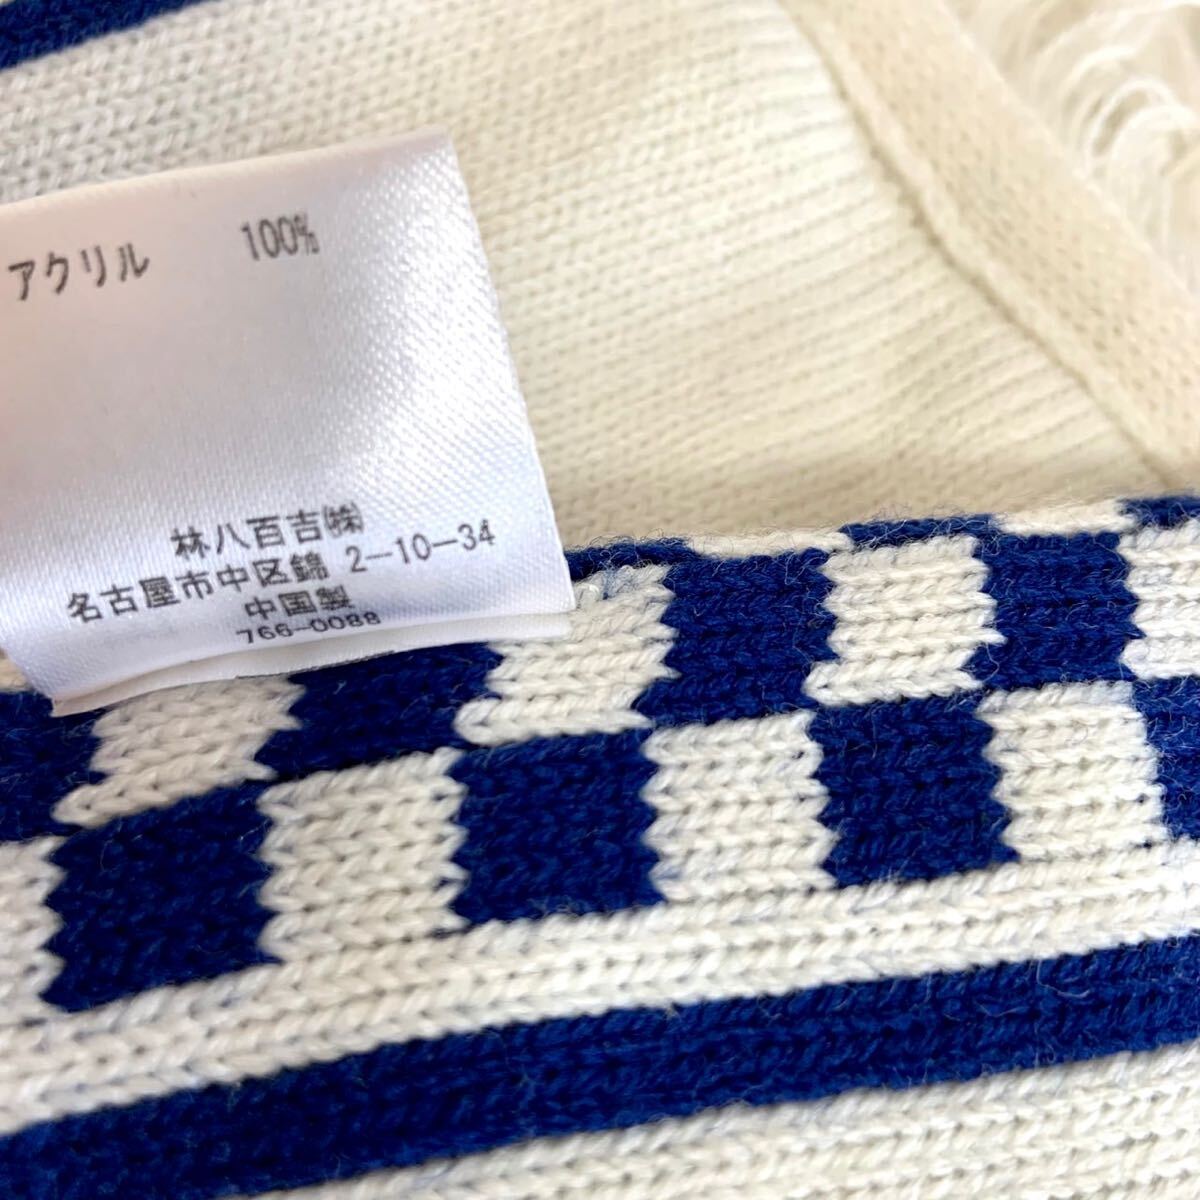 アクリル 100%
林八百吉㈱
名古屋市中区錦 2-10-34
中国製
766-0088